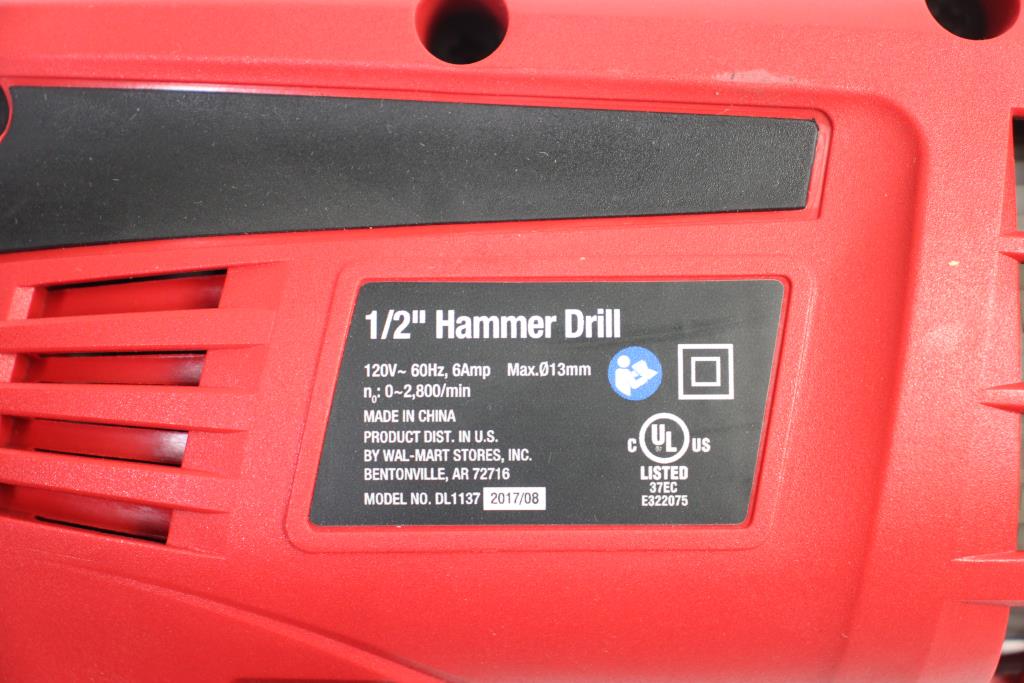 1/2" Hammer Drill
120V~ 60Hz, 6Amp Max.Ø13mm
n₀: 0~2,800/min
MADE IN CHINA
PRODUCT DIST. IN U.S.
BY WAL-MART STORES, INC.
BENTONVILLE, AR 72716
MODEL NO. DL1137 2017/08
C UL US
LISTED
37EC
E322075